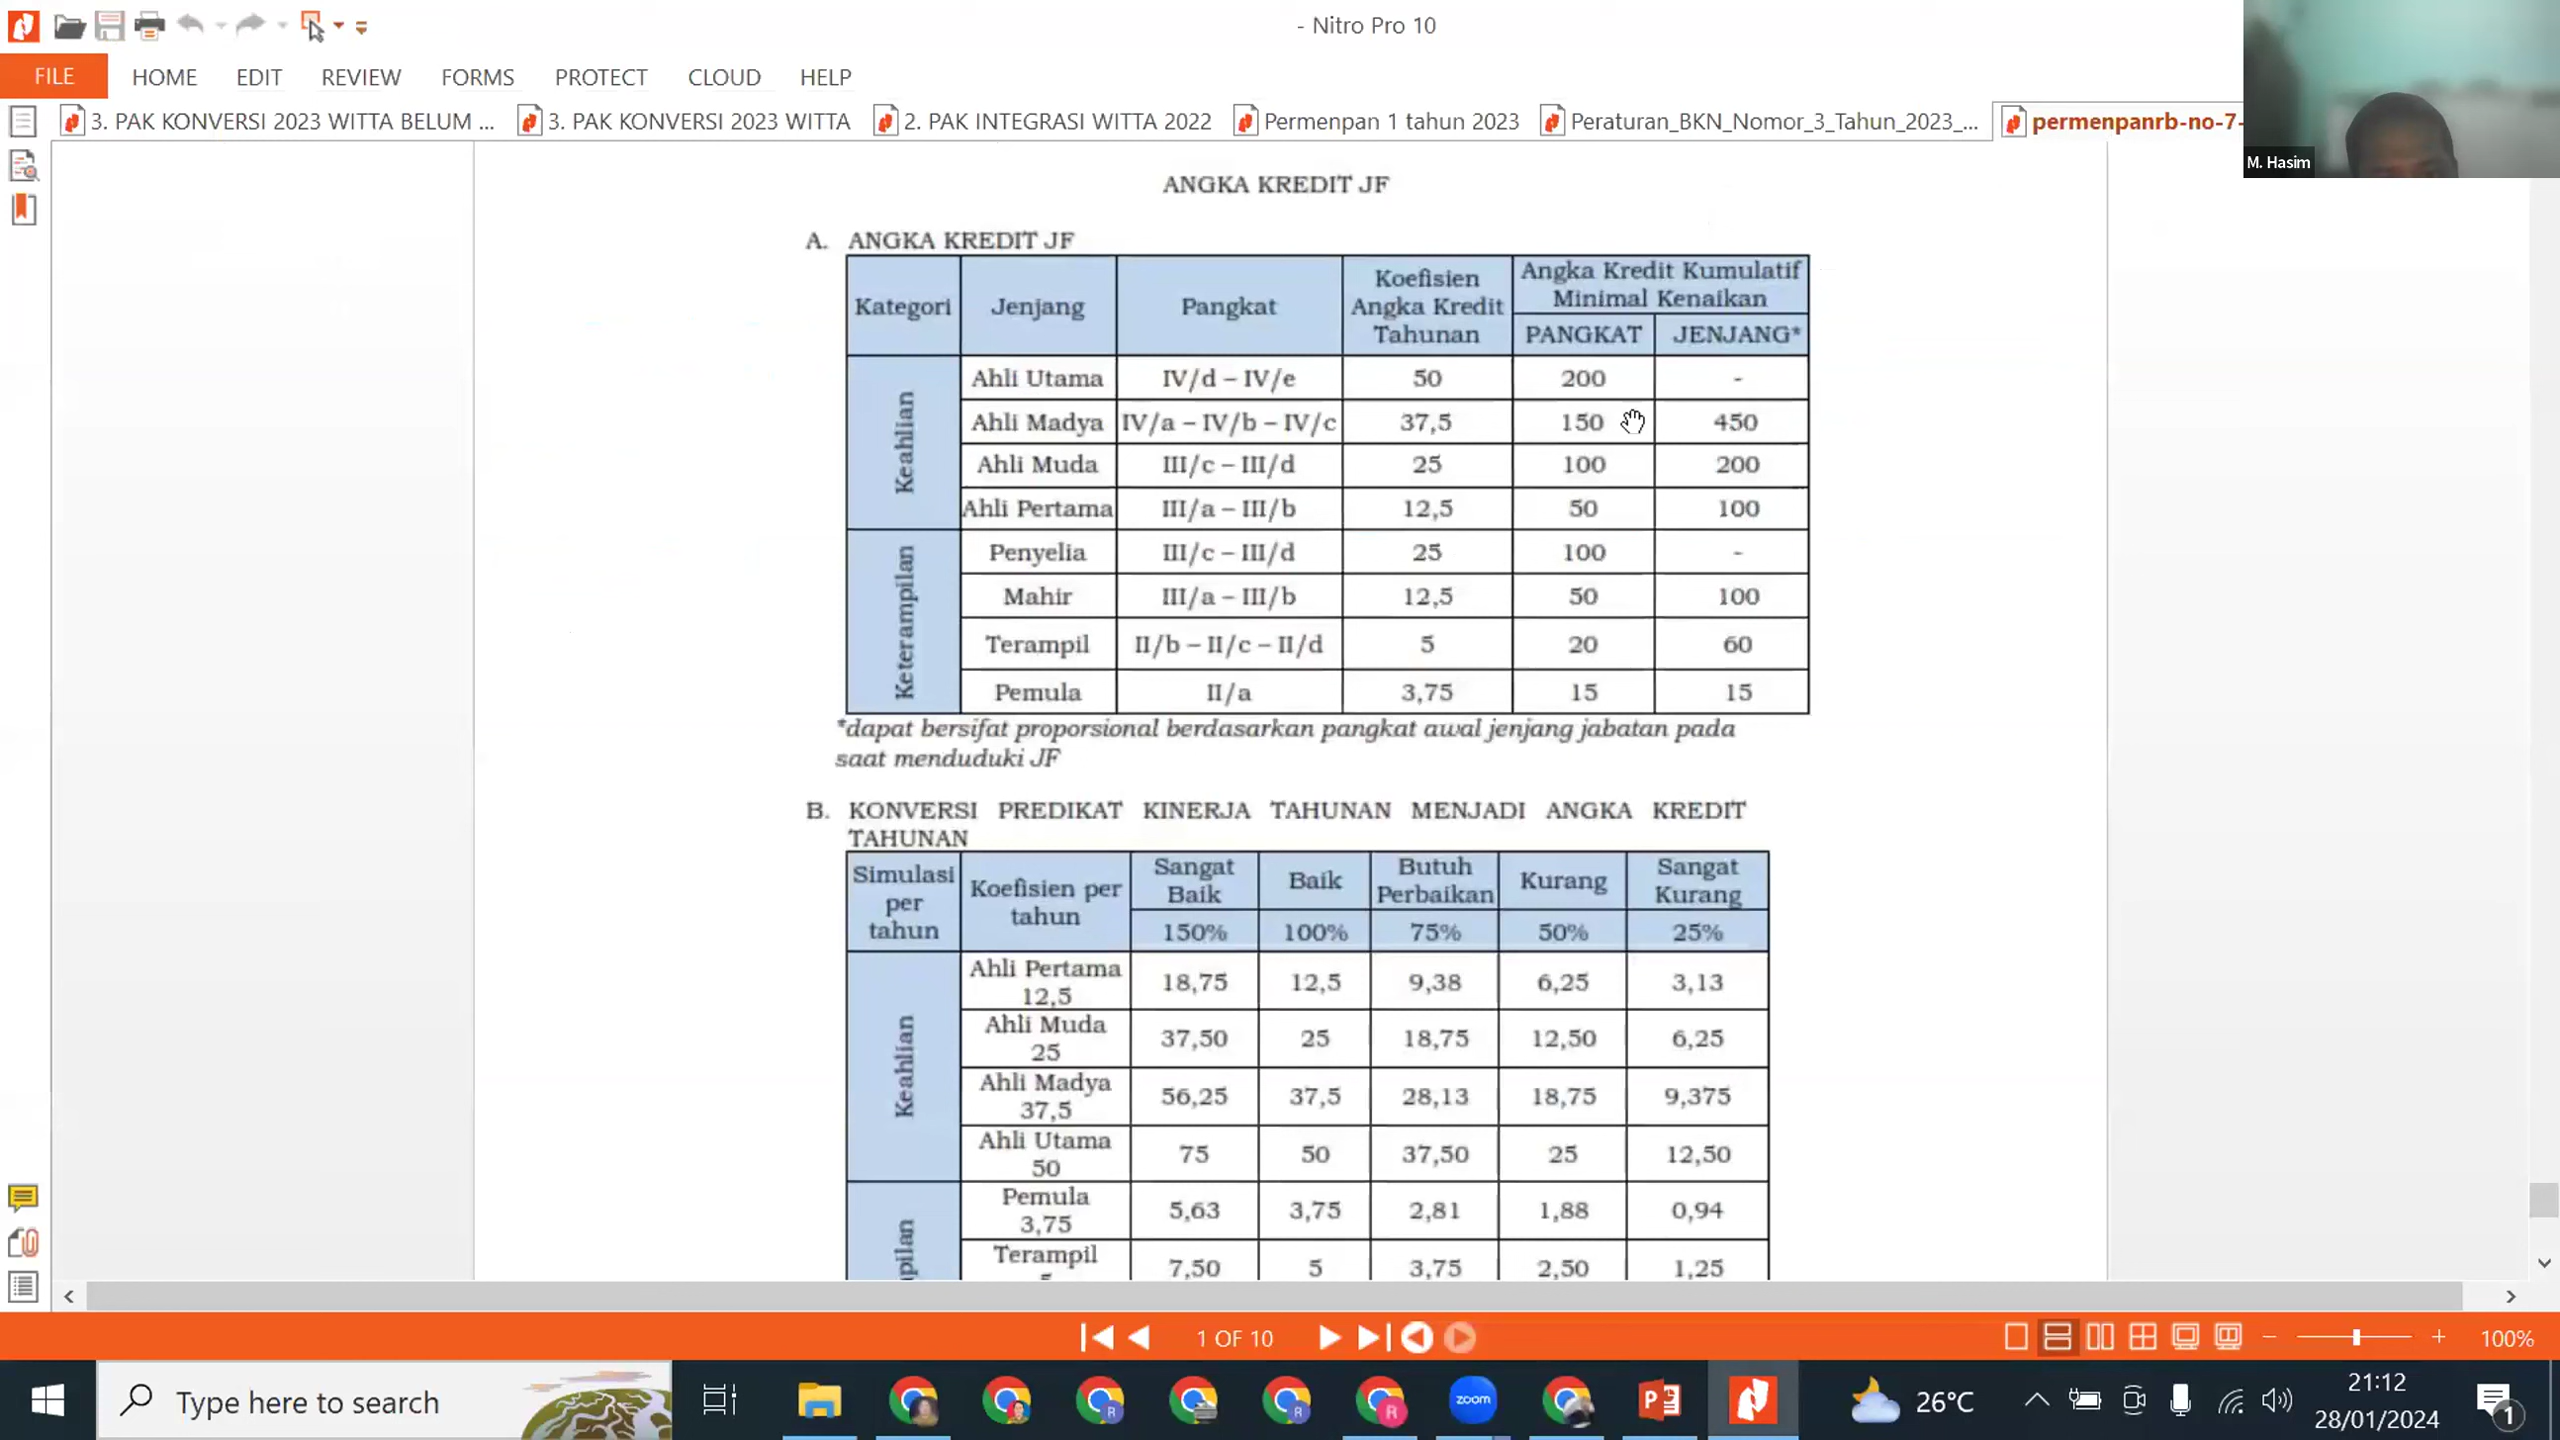 - Nitro Pro 10
FILE HOME EDIT REVIEW FORMS PROTECT CLOUD HELP
3. PAK KONVERSI 2023 WITTA BELUM ... 3. PAK KONVERSI 2023 WITTA 2. PAK INTEGRASI WITTA 2022 Permenpan 1 tahun 2023 Peraturan_BKN_Nomor_3_Tahun_2023_... permenpanrb-no-7-
M. Hasim
ANGKA KREDIT JF
A. ANGKA KREDIT JF
Kategori Jenjang Pangkat Koefisien Angka Kredit Tahunan Angka Kredit Kumulatif Minimal Kenaikan
PANGKAT JENJANG*
Keahlian
Ahli Utama IV/d – IV/e 50 200 -
Ahli Madya IV/a – IV/b – IV/c 37,5 150 450
Ahli Muda III/c – III/d 25 100 200
Ahli Pertama III/a – III/b 12,5 50 100
Keterampilan
Penyelia III/c – III/d 25 100 -
Mahir III/a – III/b 12,5 50 100
Terampil II/b – II/c – II/d 5 20 60
Pemula II/a 3,75 15 15
*dapat bersifat proporsional berdasarkan pangkat awal jenjang jabatan pada
saat menduduki JF
B. KONVERSI PREDIKAT KINERJA TAHUNAN MENJADI ANGKA KREDIT
TAHUNAN
Simulasi per tahun Koefisien per tahun Sangat Baik Baik Butuh Perbaikan Kurang Sangat Kurang
150% 100% 75% 50% 25%
Keahlian
Ahli Pertama 12,5 18,75 12,5 9,38 6,25 3,13
Ahli Muda 25 37,50 25 18,75 12,50 6,25
Ahli Madya 37,5 56,25 37,5 28,13 18,75 9,375
Ahli Utama 50 75 50 37,50 25 12,50
pilan
Pemula 3,75 5,63 3,75 2,81 1,88 0,94
Terampil 5 7,50 5 3,75 2,50 1,25
1 OF 10
100%
Type here to search
zoom
26°C
21:12
28/01/2024
1